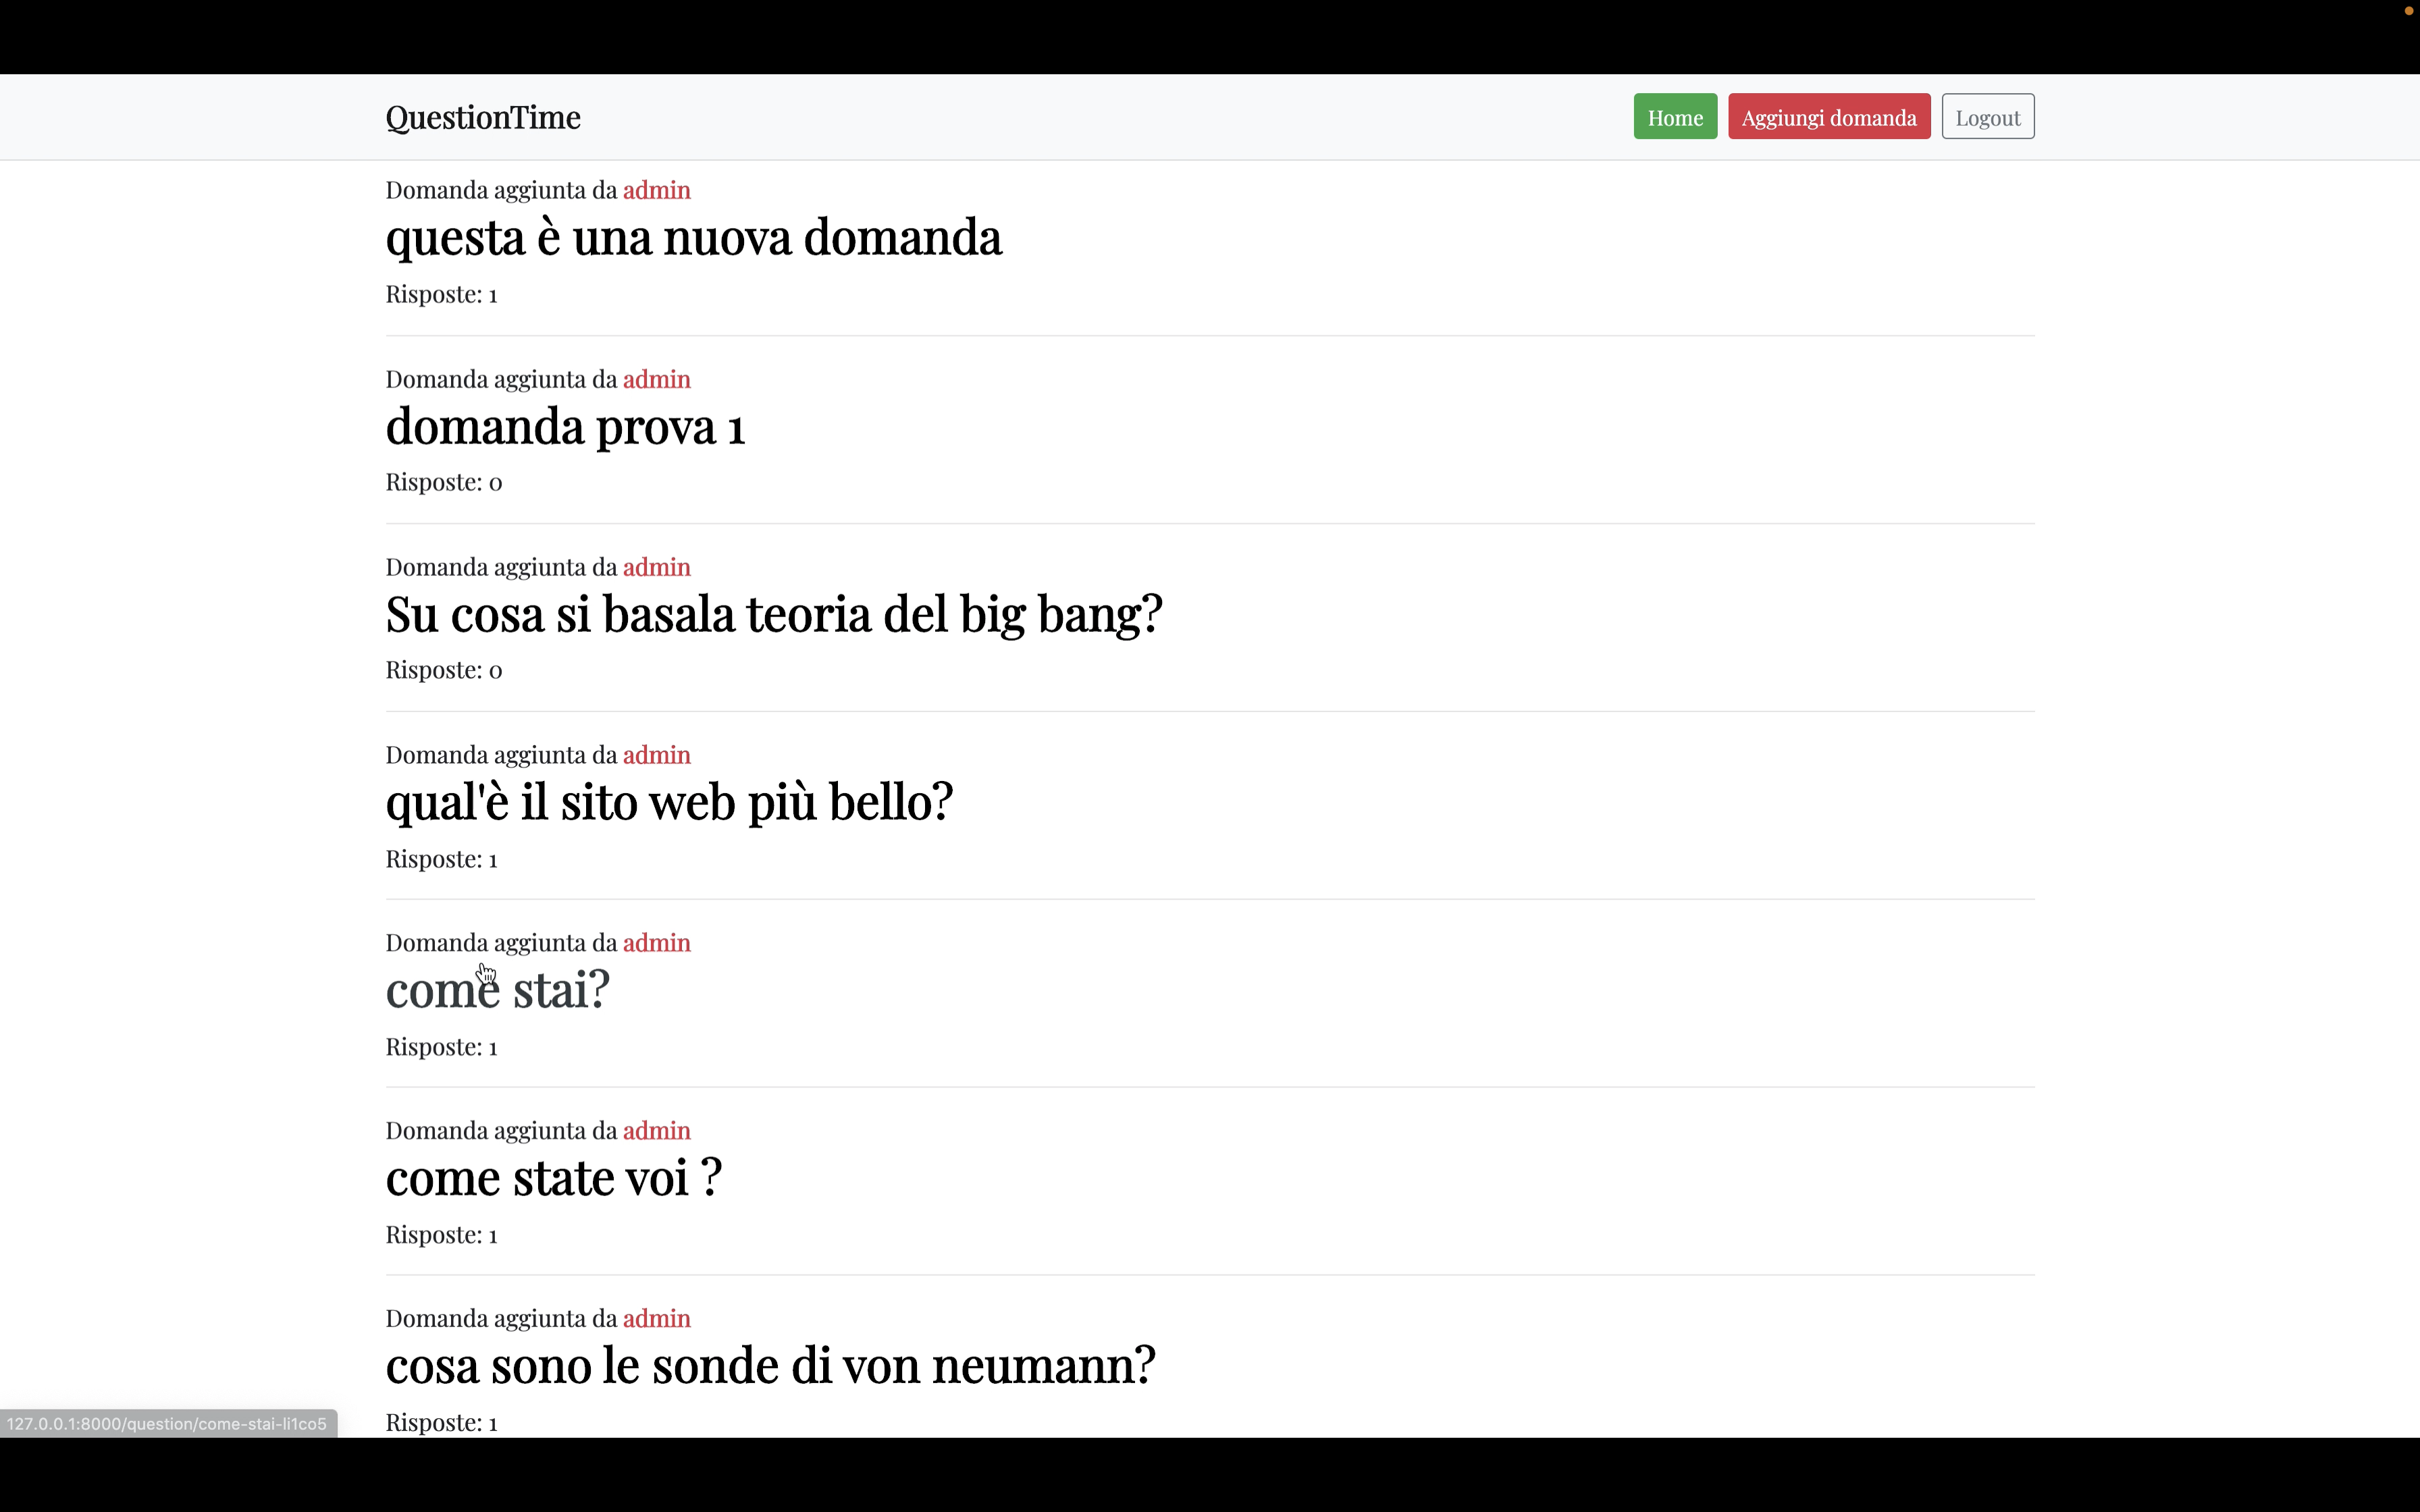 QuestionTime
Home Aggiungi domanda Logout
Domanda aggiunta da admin
questa è una nuova domanda
Risposte: 1
Domanda aggiunta da admin
domanda prova 1
Risposte: 0
Domanda aggiunta da admin
Su cosa si basala teoria del big bang?
Risposte: 0
Domanda aggiunta da admin
qual'è il sito web più bello?
Risposte: 1
Domanda aggiunta da admin
come stai?
Risposte: 1
Domanda aggiunta da admin
come state voi ?
Risposte: 1
Domanda aggiunta da admin
cosa sono le sonde di von neumann?
Risposte: 1
127.0.0.1:8000/question/come-stai-li1co5